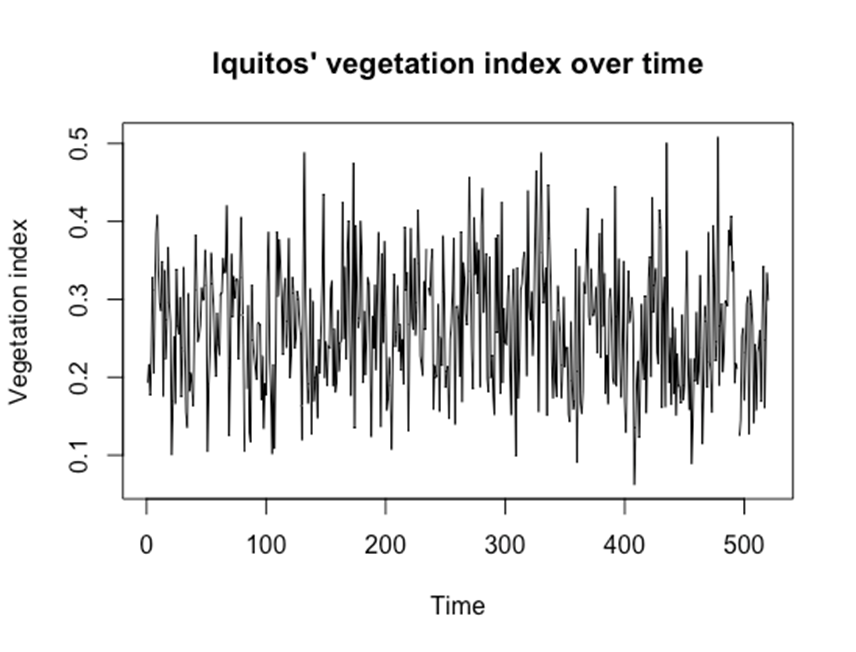 Iquitos' vegetation index over time
Vegetation index
0.5
0.4
0.3
0.2
0.1
0 100 200 300 400 500
Time